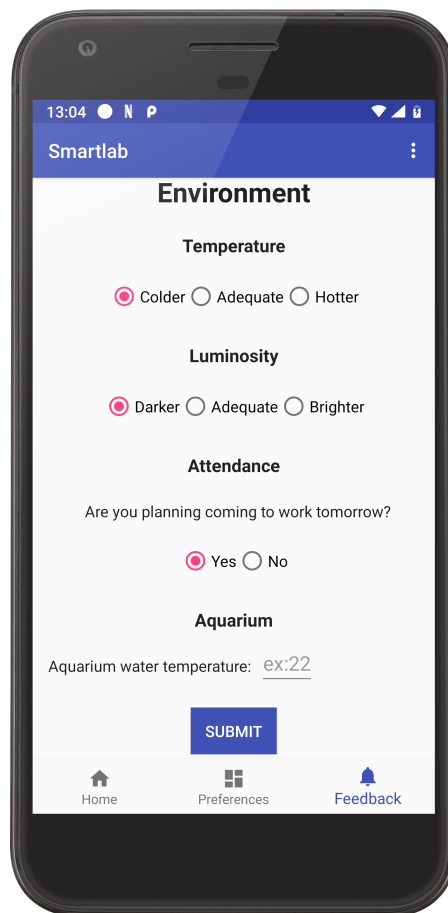 13:04
Smartlab
Environment
Temperature
Colder Adequate Hotter
Luminosity
Darker Adequate Brighter
Attendance
Are you planning coming to work tomorrow?
Yes No
Aquarium
Aquarium water temperature: ex:22
SUBMIT
Home Preferences Feedback